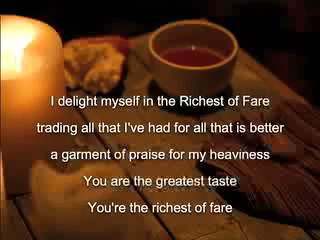 I delight myself in the Richest of Fare
trading all that I've had for all that is better
a garment of praise for my heaviness
You are the greatest taste
You're the richest of fare